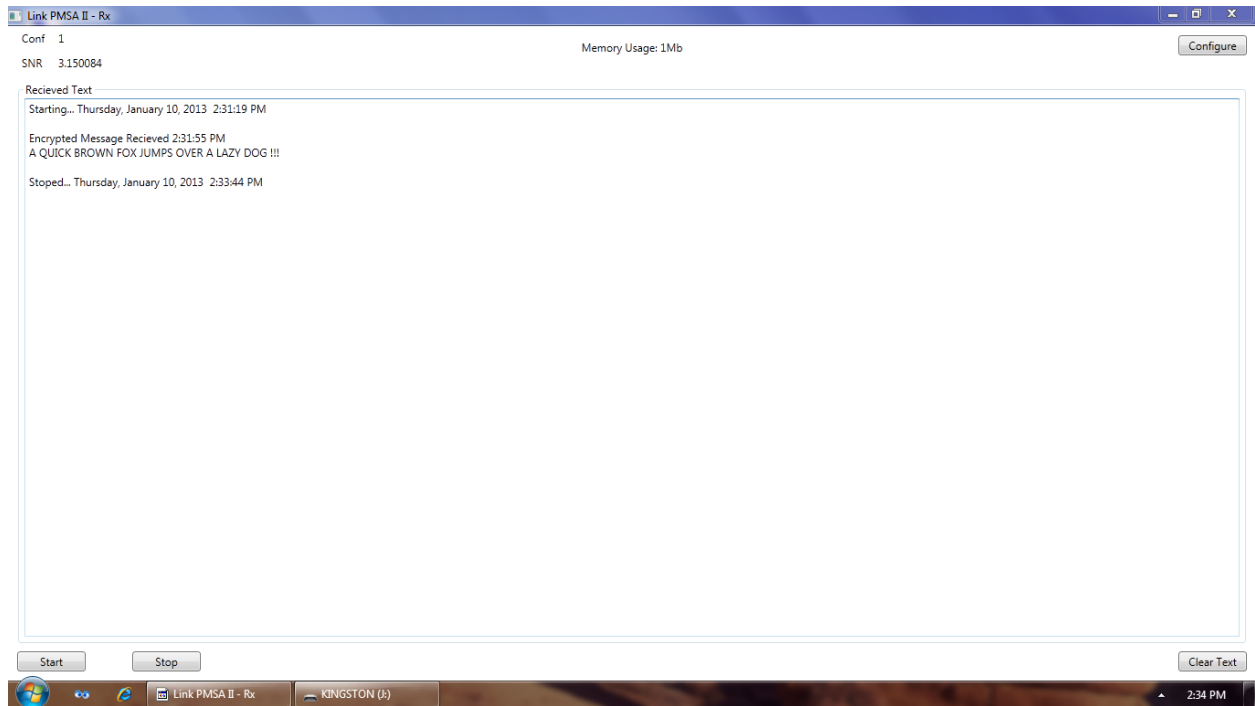 Link PMSA II - Rx
Conf 1
Memory Usage: 1Mb
Configure
SNR 3.150084
Recieved Text
Starting... Thursday, January 10, 2013 2:31:19 PM
Encrypted Message Recieved 2:31:55 PM
A QUICK BROWN FOX JUMPS OVER A LAZY DOG !!!
Stoped... Thursday, January 10, 2013 2:33:44 PM
Start Stop Clear Text
Link PMSA II - Rx KINGSTON (J:) 2:34 PM